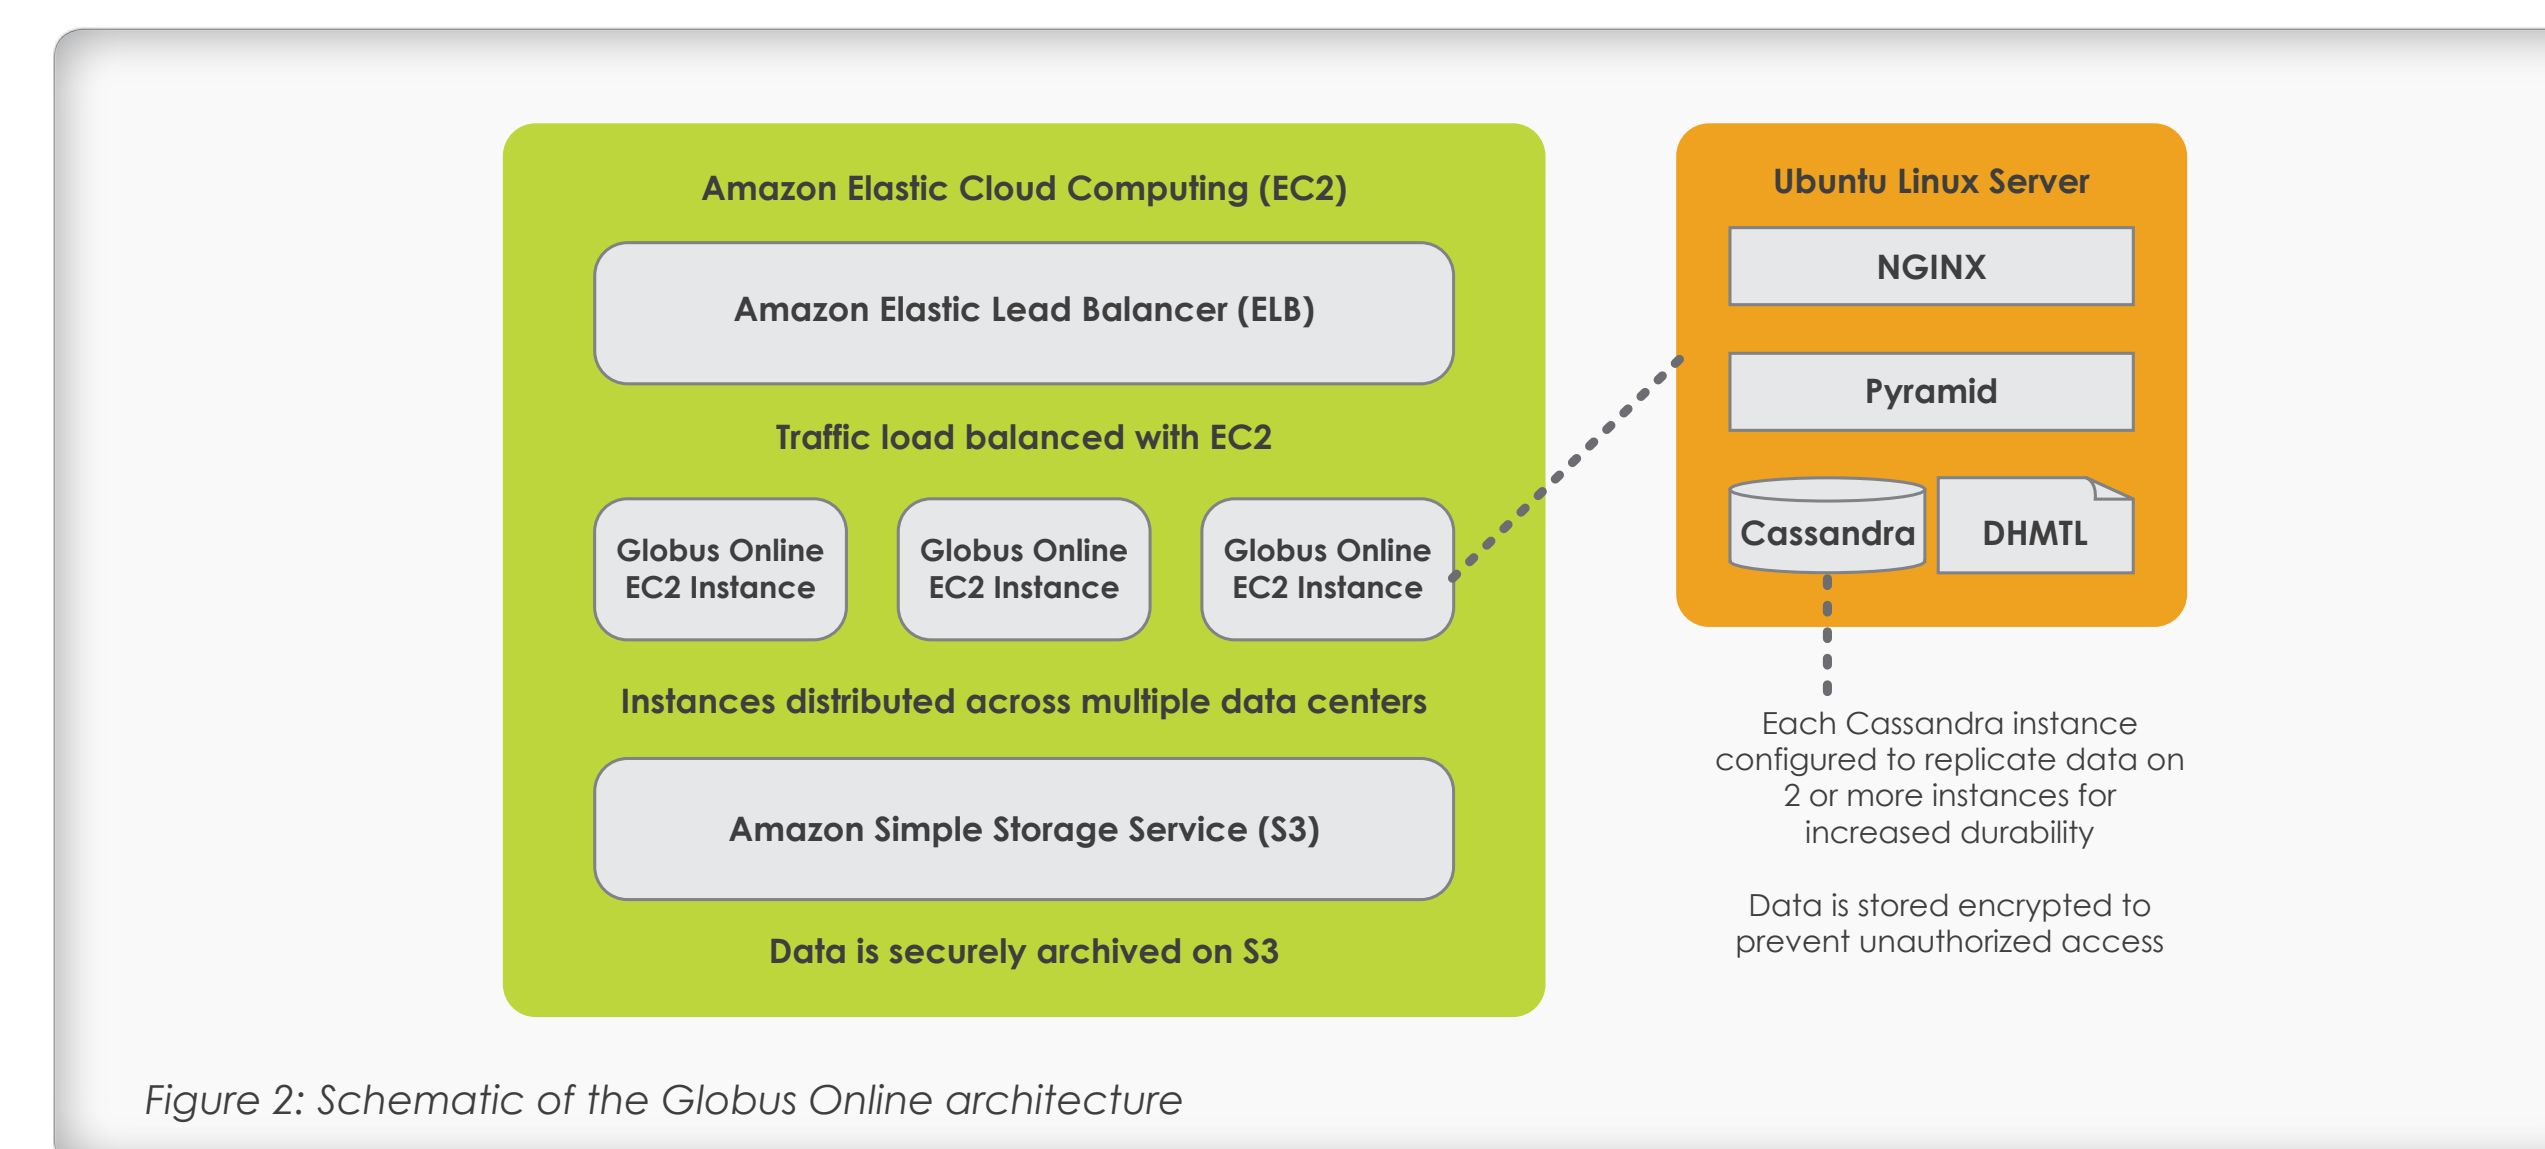 Amazon Elastic Cloud Computing (EC2)
Amazon Elastic Lead Balancer (ELB)
Traffic load balanced with EC2
Globus Online
EC2 Instance
Globus Online
EC2 Instance
Globus Online
EC2 Instance
Instances distributed across multiple data centers
Amazon Simple Storage Service (S3)
Data is securely archived on S3
Ubuntu Linux Server
NGINX
Pyramid
Cassandra
DHMTL
Each Cassandra instance
configured to replicate data on
2 or more instances for
increased durability
Data is stored encrypted to
prevent unauthorized access
Figure 2: Schematic of the Globus Online architecture